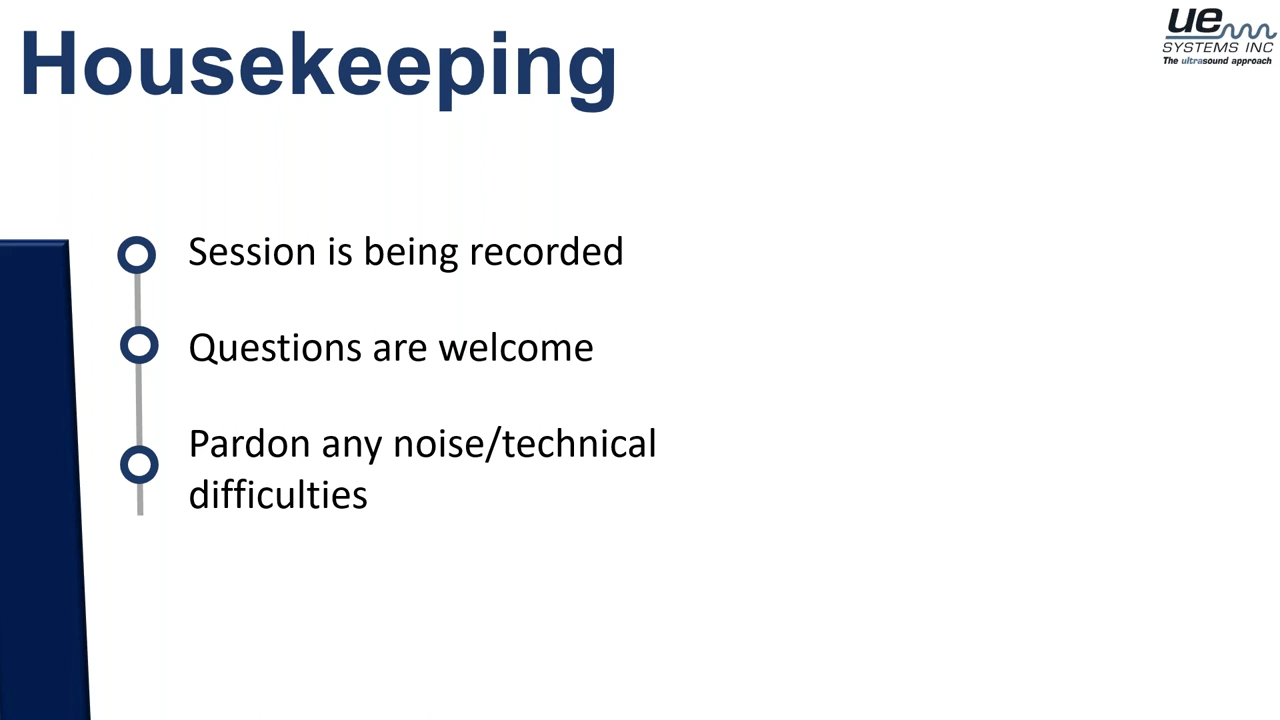 Housekeeping
ue
SYSTEMS INC
The ultrasound approach
Session is being recorded
Questions are welcome
Pardon any noise/technical
difficulties